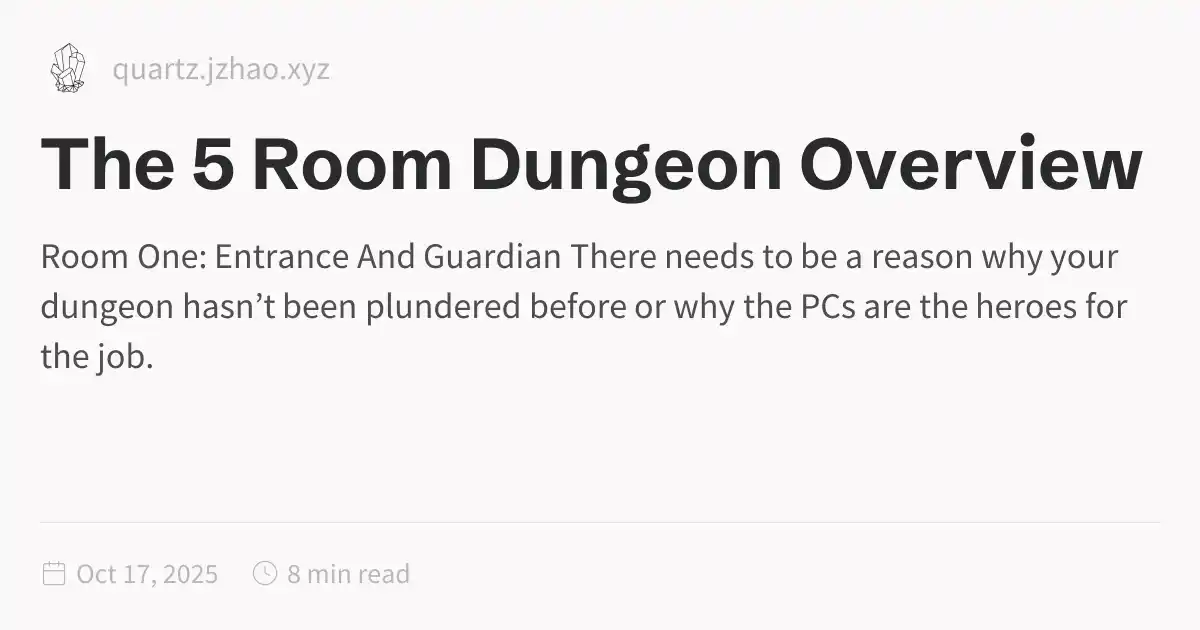 quartz.jzhao.xyz
The 5 Room Dungeon Overview
Room One: Entrance And Guardian There needs to be a reason why your
dungeon hasn’t been plundered before or why the PCs are the heroes for
the job.
Oct 17, 2025 8 min read